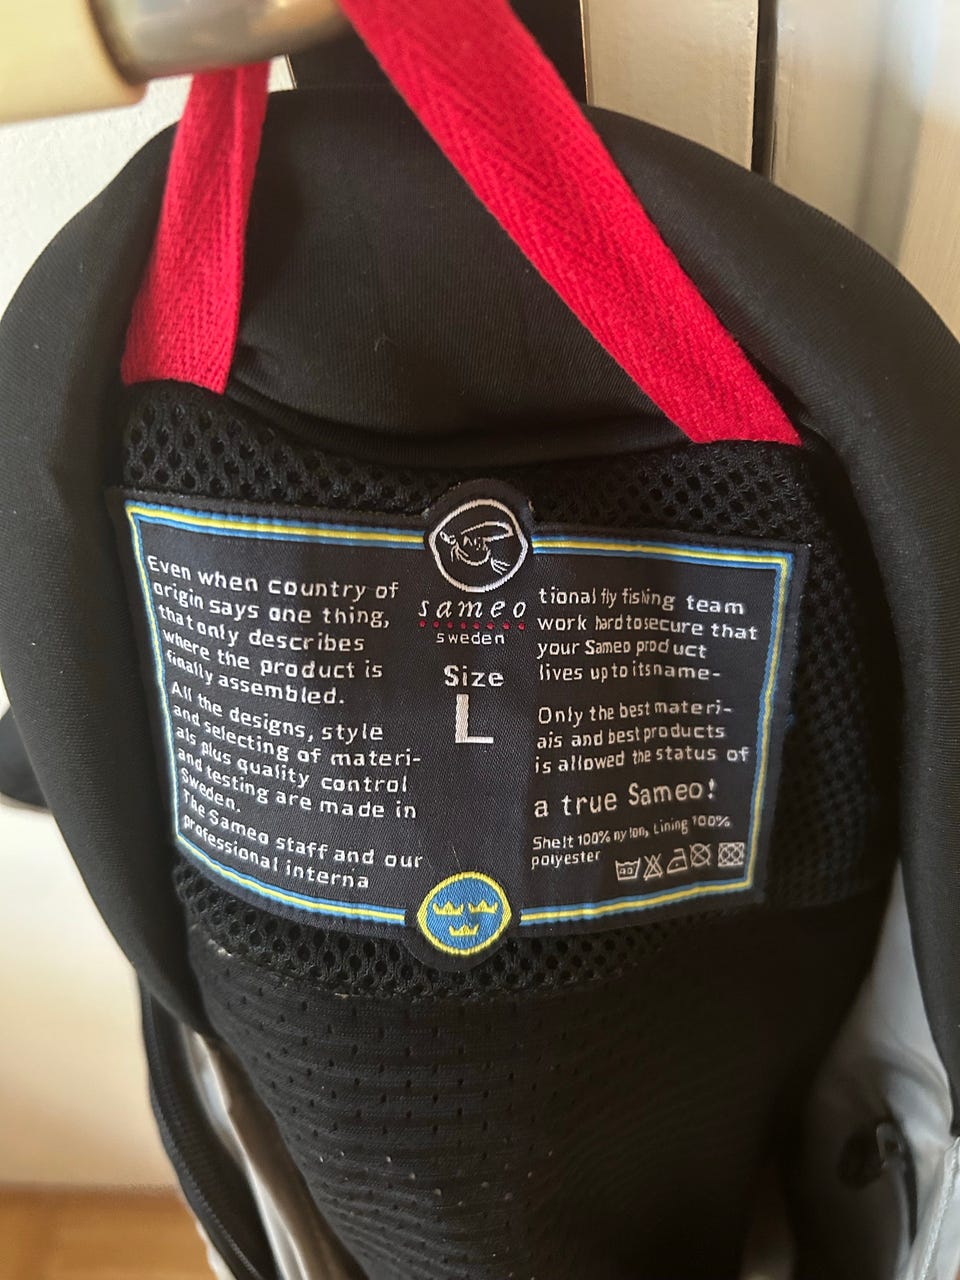 Even when country of
origin says one thing,
that only describes
where the product is
finally assembled.
All the designs, style
and selecting of materi-
als plus quality control
and testing are made in
Sweden.
The Sameo staff and our
professional interna
sameo
sweden
Size
L
tional fly fishing team
work hard to secure that
your Sameo product
lives up to its name-
Only the best materi-
ais and best products
is allowed the status of
a true Sameo!
Shelt 100% nylon, Lining 100%
polyester